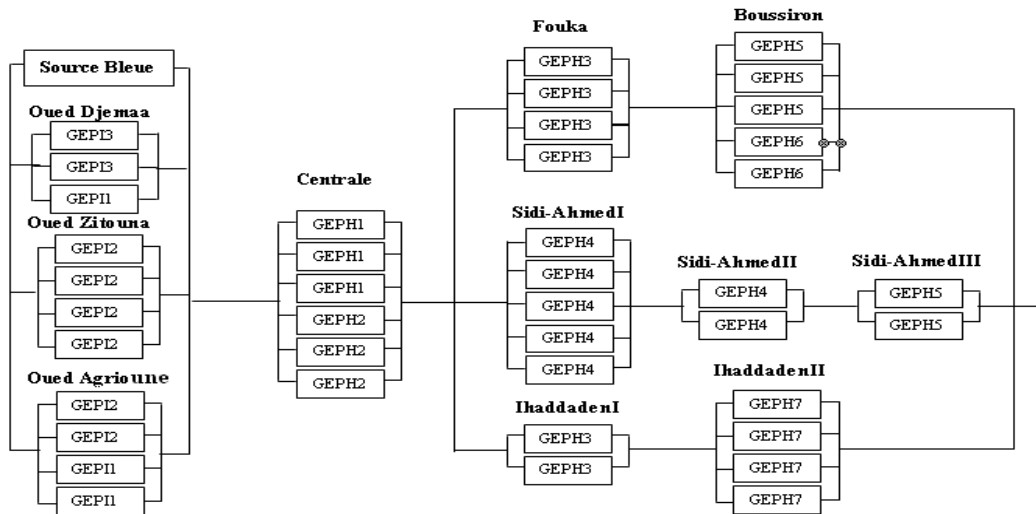 Source Bleue
Oued Djemaa
GEPI3
GEPI3
GEPI1
Oued Zitouna
GEPI2
GEPI2
GEPI2
GEPI2
Oued Agrioune
GEPI2
GEPI2
GEPI1
GEPI1
Centrale
GEPH1
GEPH1
GEPH1
GEPH2
GEPH2
GEPH2
Fouka
GEPH3
GEPH3
GEPH3
GEPH3
Boussiron
GEPH5
GEPH5
GEPH5
GEPH6
GEPH6
Sidi-AhmedI
GEPH4
GEPH4
GEPH4
GEPH4
GEPH4
Sidi-AhmedII
GEPH4
GEPH4
Sidi-AhmedIII
GEPH5
GEPH5
IhaddadenI
GEPH3
GEPH3
IhaddadenII
GEPH7
GEPH7
GEPH7
GEPH7